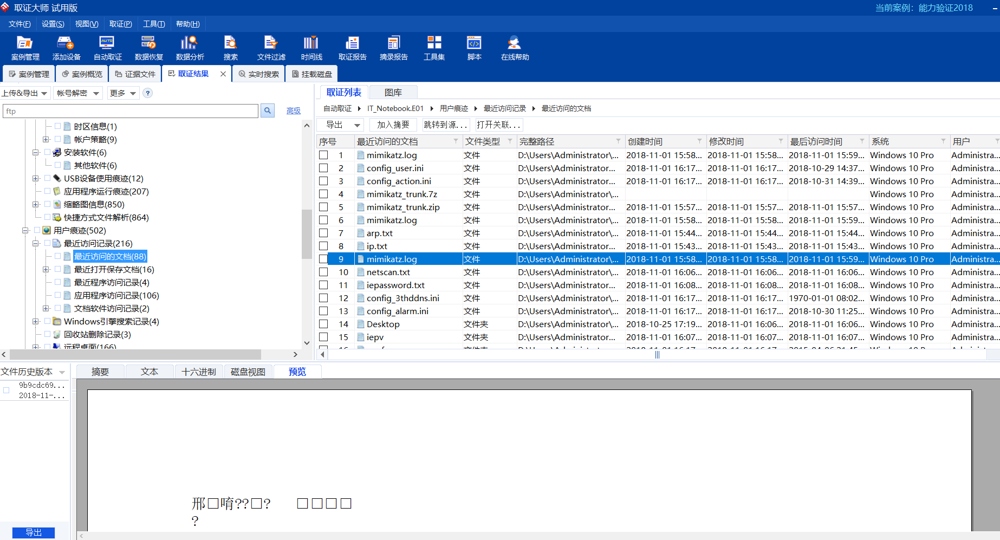 取证大师 试用版
当前案例：能力验证2018
文件(F) 设置(S) 视图(V) 取证(P) 工具(T) 帮助(H)
案例管理 添加设备 自动取证 数据恢复 数据分析 搜索 文件过滤 时间线 取证报告 摘录报告 工具集 脚本 在线帮助
案例管理 案例概览 证据文件 取证结果 实时搜索 挂载磁盘
上传&导出 帐号解密 更多 ?
ftp 高级
时区信息(1)
帐户策略(9)
安装软件(6)
其他软件(6)
USB设备使用痕迹(12)
应用程序运行痕迹(207)
缩略图信息(850)
快捷方式文件解析(864)
用户痕迹(502)
最近访问记录(216)
最近访问的文档(88)
最近打开保存文档(16)
最近程序访问记录(4)
应用程序访问记录(106)
文档软件访问记录(2)
Windows引擎搜索记录(4)
回收站删除记录(3)
远程桌面(166)
取证列表 图库
自动取证 IT_Notebook.E01 用户痕迹 最近访问记录 最近访问的文档
导出 加入摘要 跳转到源... 打开关联...
序号 最近访问的文档 文件类型 完整路径 创建时间 修改时间 最后访问时间 系统 用户
1 mimikatz.log 文件 D:\Users\Administrator\... 2018-11-01 15:58... 2018-11-01 15:58... 2018-11-01 15:59... Windows 10 Pro Administra...
2 config_user.ini 文件 D:\Users\Administrator... 2018-11-01 16:17... 2018-11-01 16:17... 2018-10-29 14:37... Windows 10 Pro Administra...
3 config_action.ini 文件 D:\Users\Administrator... 2018-11-01 16:17... 2018-11-01 16:17... 2018-10-31 14:39... Windows 10 Pro Administra...
4 mimikatz_trunk.7z 文件 D:\Users\Administrator\... Windows 10 Pro Administra...
5 mimikatz_trunk.zip 文件 D:\Users\Administrator... 2018-11-01 15:57... 2018-11-01 15:57... 2018-11-01 15:57... Windows 10 Pro Administra...
6 mimikatz.log 文件 D:\Users\Administrator\... 2018-11-01 15:58... 2018-11-01 15:58... 2018-11-01 15:59... Windows 10 Pro Administra...
7 arp.txt 文件 D:\Users\Administrator... 2018-11-01 15:44... 2018-11-01 15:44... 2018-11-01 15:44... Windows 10 Pro Administra...
8 ip.txt 文件 D:\Users\Administrator... 2018-11-01 15:43... 2018-11-01 15:43... 2018-11-01 15:43... Windows 10 Pro Administra...
9 mimikatz.log 文件 D:\Users\Administrator\... 2018-11-01 15:58... 2018-11-01 15:58... 2018-11-01 15:59... Windows 10 Pro Administra...
10 netscan.txt 文件 D:\Users\Administrator... 2018-11-01 16:06... 2018-11-01 16:06... 2018-11-01 16:06... Windows 10 Pro Administra...
11 iepassword.txt 文件 D:\Users\Administrator... 2018-11-01 16:08... 2018-11-01 16:08... 2018-11-01 16:08... Windows 10 Pro Administra...
12 config_3thddns.ini 文件 D:\Users\Administrator\... 2018-11-01 16:17... 2018-11-01 16:17... 1970-01-01 08:02... Windows 10 Pro Administra...
13 config_alarm.ini 文件 D:\Users\Administrator\... 2018-11-01 16:17... 2018-11-01 16:17... 2018-10-30 11:25... Windows 10 Pro Administra...
14 Desktop 文件夹 D:\Users\Administrator\... 2018-10-25 17:19... 2018-11-01 16:06... 2018-11-01 16:06... Windows 10 Pro Administra...
15 iepv 文件夹 D:\Users\Administrator\... 2018-11-01 16:07... 2018-11-01 16:07... 2018-11-01 16:07... Windows 10 Pro Administra...
文件历史版本
9b9cdc69...
2018-11-...
导出
摘要 文本 十六进制 磁盘视图 预览
邢□唷??□? □□□□
?